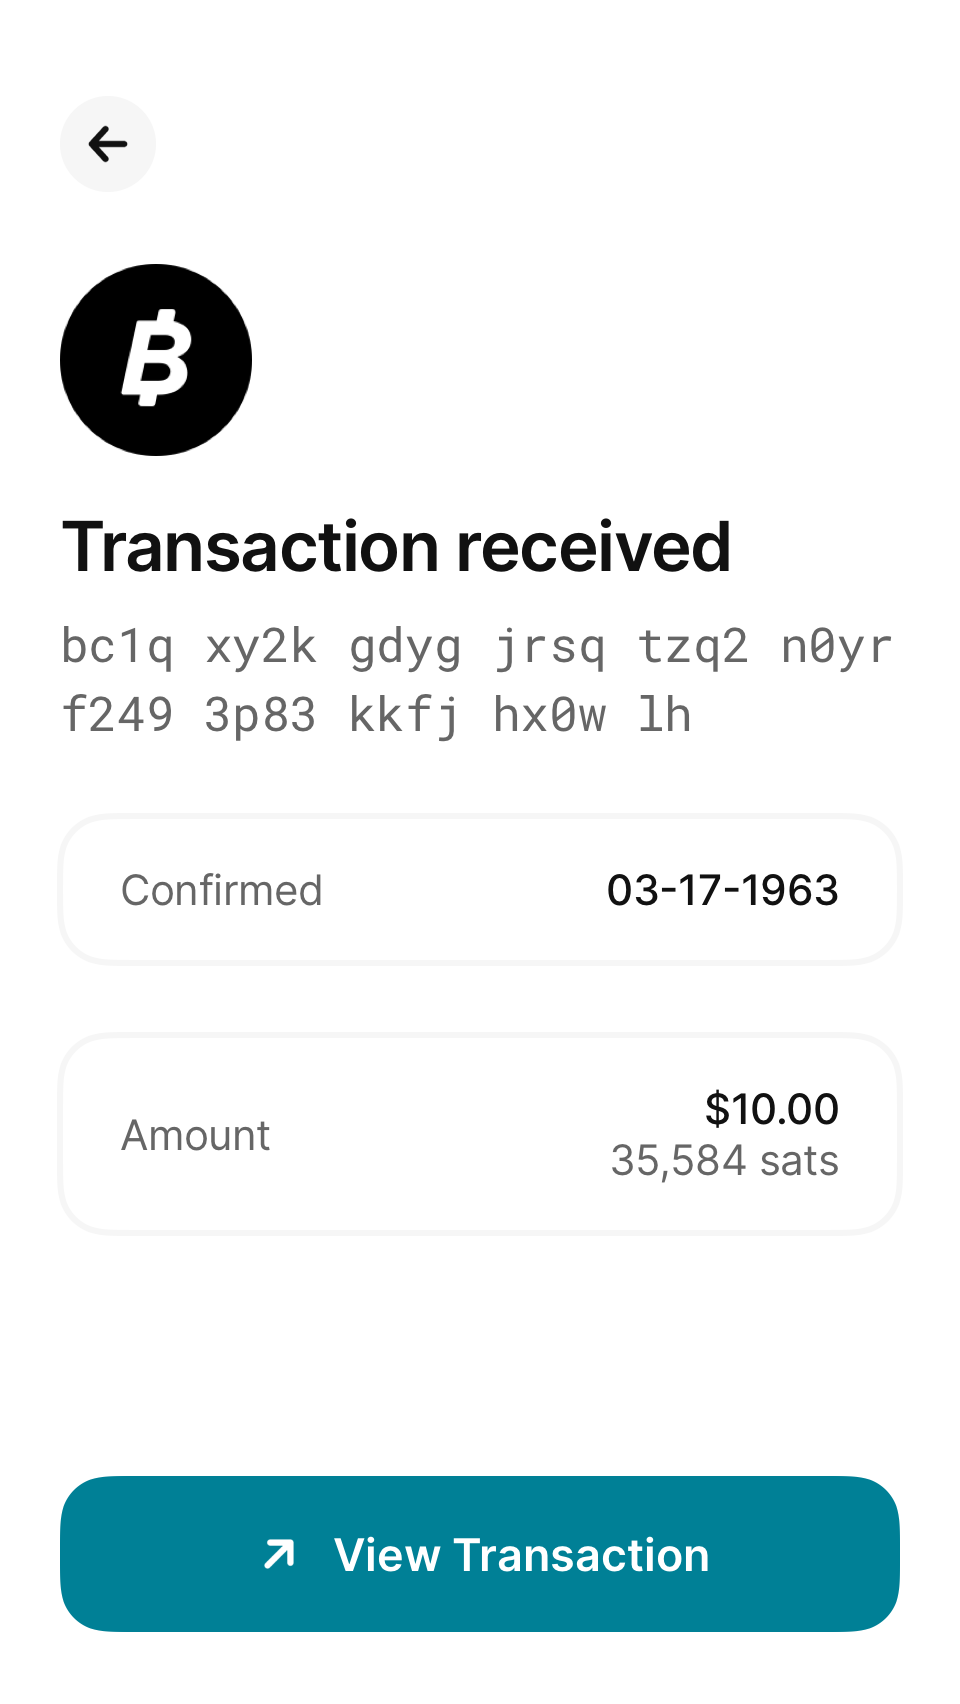 Transaction received
bc1q xy2k gdyg jrsq tzq2 n0yr
f249 3p83 kkfj hx0w lh
Confirmed 03-17-1963
Amount $10.00
35,584 sats
View Transaction